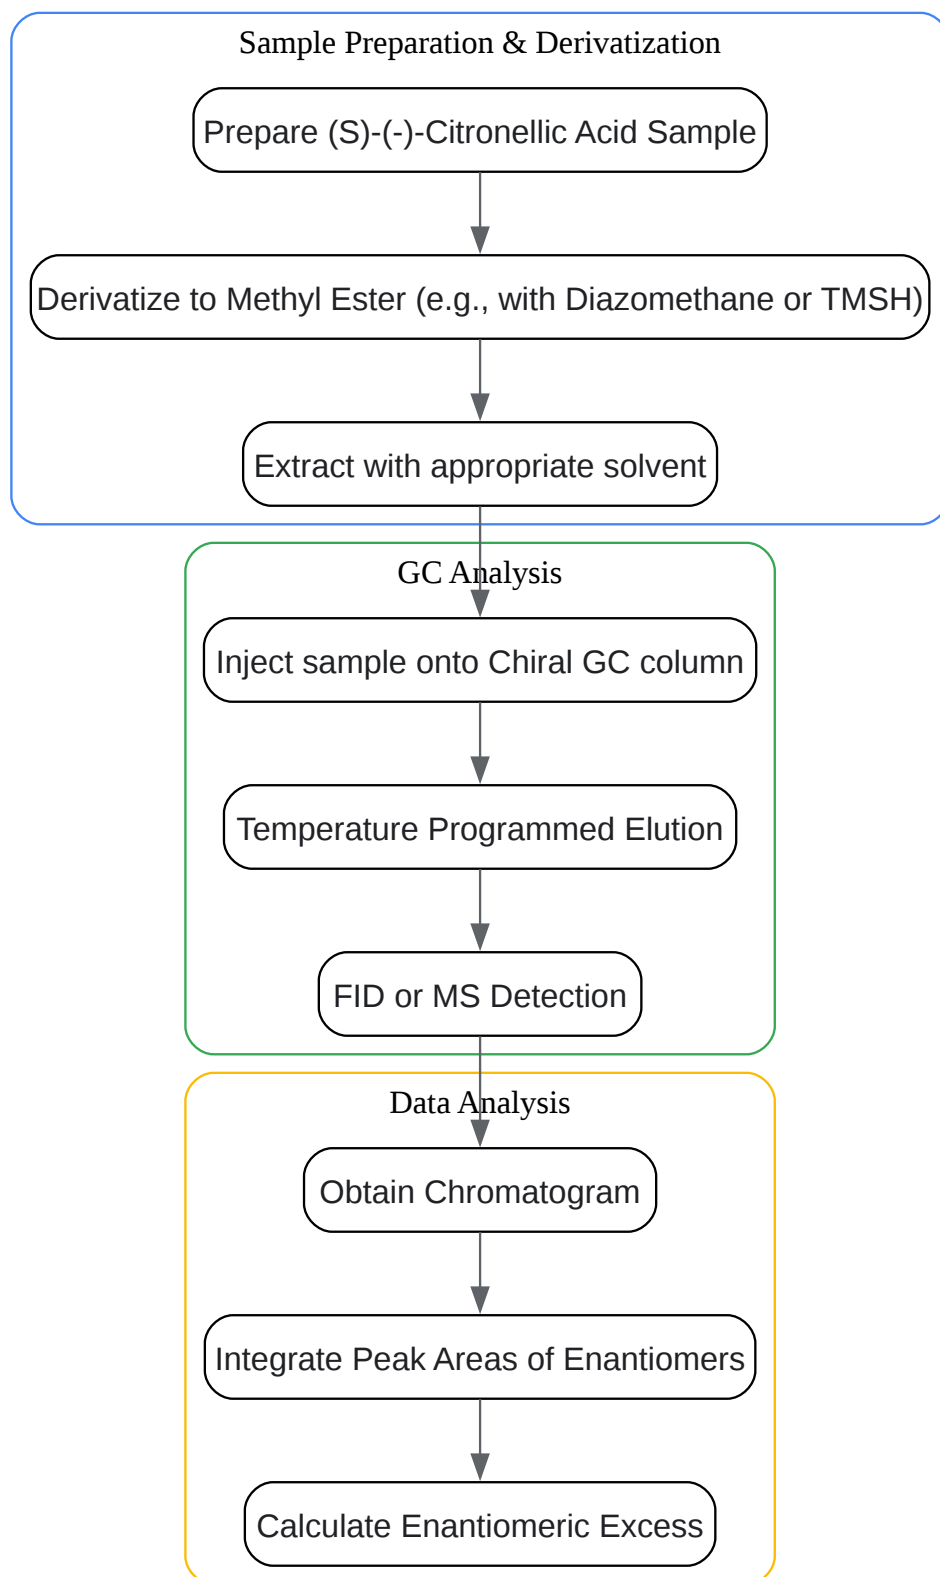 Sample Preparation & Derivatization
Prepare (S)-(-)-Citronellic Acid Sample
Derivatize to Methyl Ester (e.g., with Diazomethane or TMSH)
Extract with appropriate solvent
GC Analysis
Inject sample onto Chiral GC column
Temperature Programmed Elution
FID or MS Detection
Data Analysis
Obtain Chromatogram
Integrate Peak Areas of Enantiomers
Calculate Enantiomeric Excess